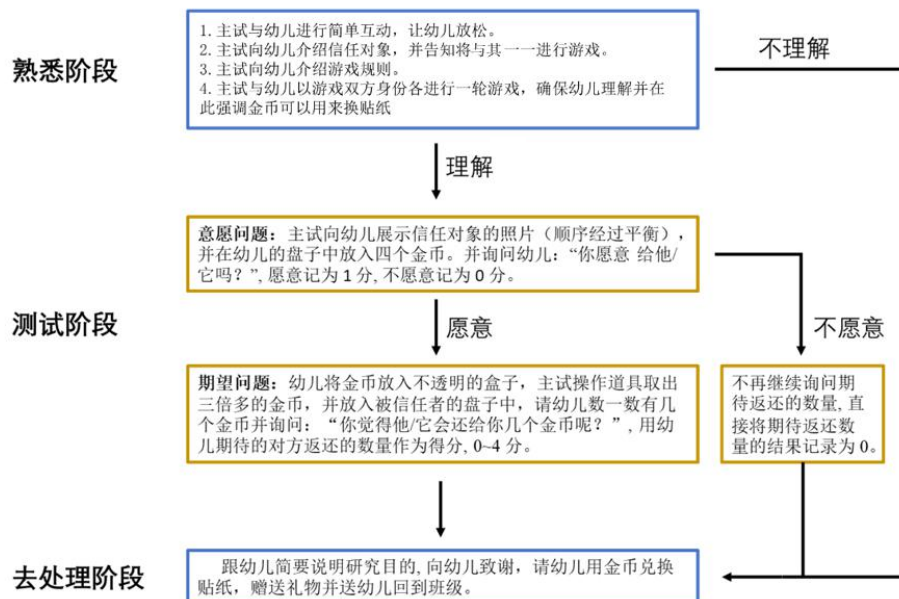 熟悉阶段
1. 主试与幼儿进行简单互动，让幼儿放松。
2. 主试向幼儿介绍信任对象，并告知将与其一一进行游戏。
3. 主试向幼儿介绍游戏规则。
4. 主试与幼儿以游戏双方身份各进行一轮游戏，确保幼儿理解并在
此强调金币可以用来换贴纸
不理解
理解
测试阶段
意愿问题：主试向幼儿展示信任对象的照片（顺序经过平衡），
并在幼儿的盘子中放入四个金币。并询问幼儿：“你愿意 给他/
它吗？”, 愿意记为 1 分, 不愿意记为 0 分。
愿意
不愿意
期望问题：幼儿将金币放入不透明的盒子，主试操作道具取出
三倍多的金币，并放入被信任者的盘子中，请幼儿数一数有几
个金币并询问：“你觉得他/它会还给你几个金币呢？”, 用幼
儿期待的对方返还的数量作为得分, 0~4 分。
不再继续询问期
待返还的数量, 直
接将期待返还数
量的结果记录为 0。
去处理阶段
跟幼儿简要说明研究目的, 向幼儿致谢，请幼儿用金币兑换
贴纸，赠送礼物并送幼儿回到班级。